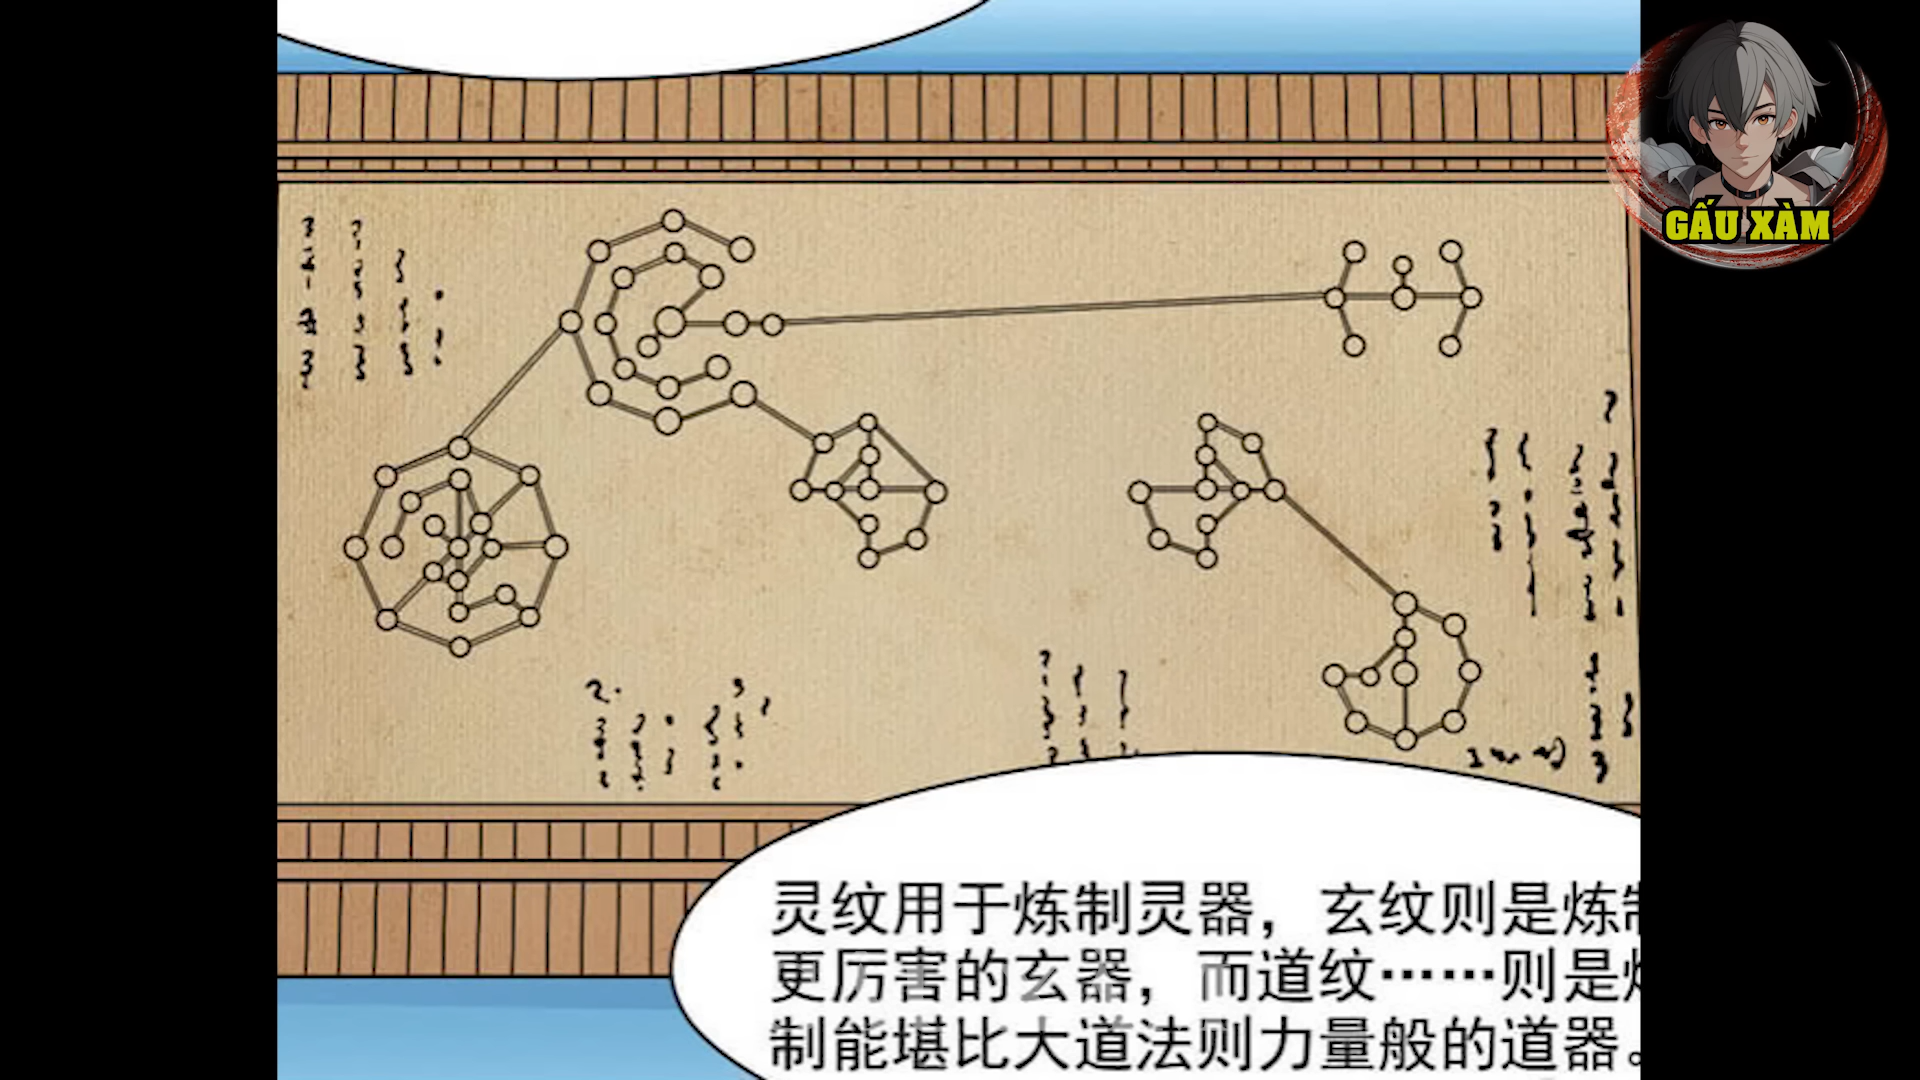 GẤU XÀM
灵纹用于炼制灵器，玄纹则是炼制
更厉害的玄器，而道纹……则是炼
制能堪比大道法则力量般的道器。